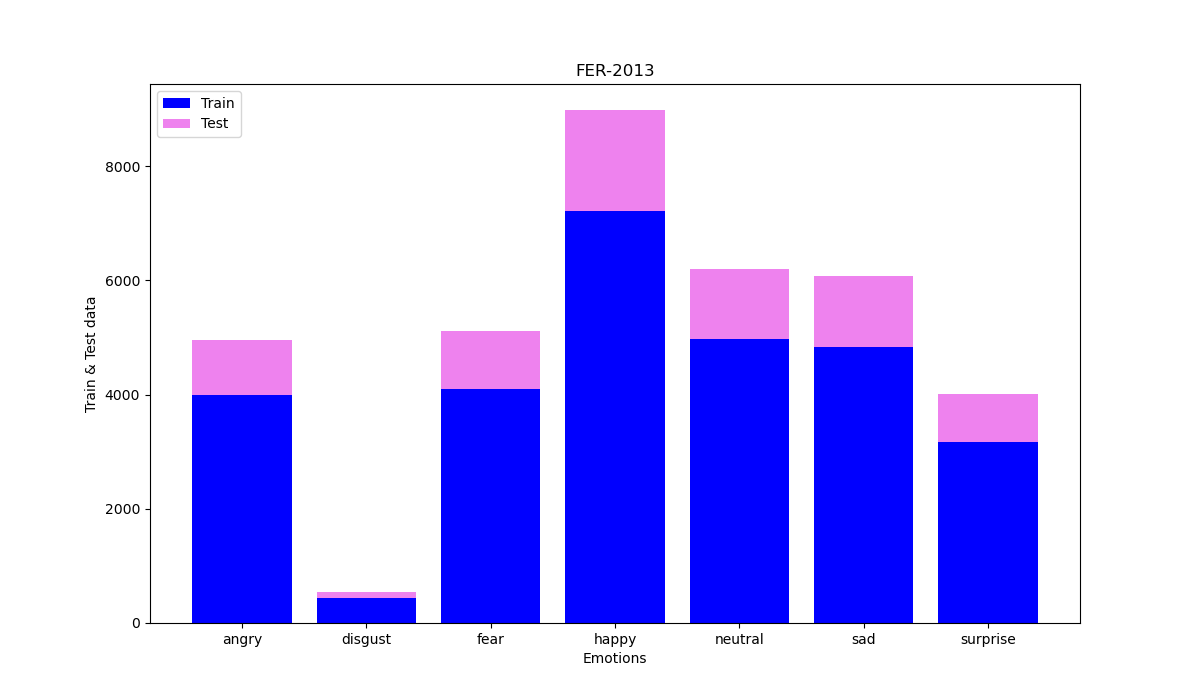 FER-2013
Train
Test
8000
6000
4000
2000
0
Train & Test data
angry disgust fear happy neutral sad surprise
Emotions